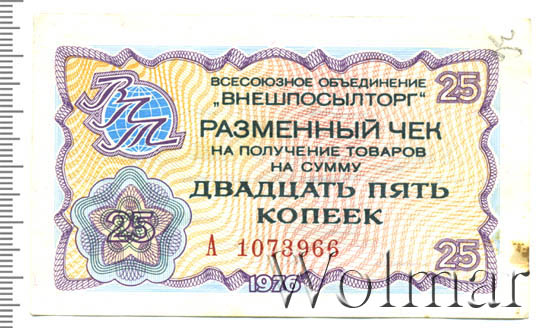 ВПТ
ВСЕСОЮЗНОЕ ОБЪЕДИНЕНИЕ
„ВНЕШПОСЫЛТОРГ"
25
РАЗМЕННЫЙ ЧЕК
НА ПОЛУЧЕНИЕ ТОВАРОВ
НА СУММУ
ДВАДЦАТЬ ПЯТЬ
КОПЕЕК
25
А 1073966
25
1976
Wolmar